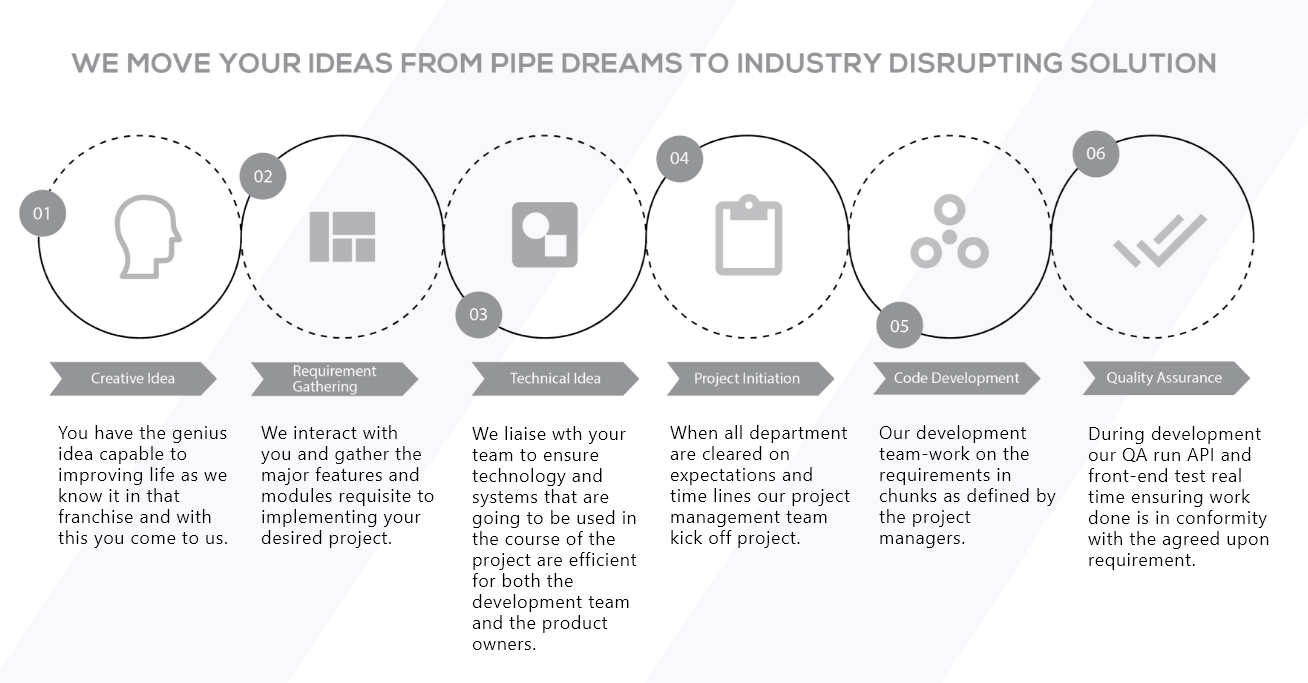 WE MOVE YOUR IDEAS FROM PIPE DREAMS TO INDUSTRY DISRUPTING SOLUTION
01
02
03
04
05
06
Creative Idea
You have the genius
idea capable to
improving life as we
know it in that
franchise and with
this you come to us.
Requirement
Gathering
We interact with
you and gather the
major features and
modules requisite to
implementing your
desired project.
Technical Idea
We liaise wth your
team to ensure
technology and
systems that are
going to be used in
the course of the
project are efficient
for both the
development team
and the product
owners.
Project Initiation
When all department
are cleared on
expectations and
time lines our project
management team
kick off project.
Code Development
Our development
team-work on the
requirements in
chunks as defined by
the project
managers.
Quality Assurance
During development
our QA run API and
front-end test real
time ensuring work
done is in conformity
with the agreed upon
requirement.